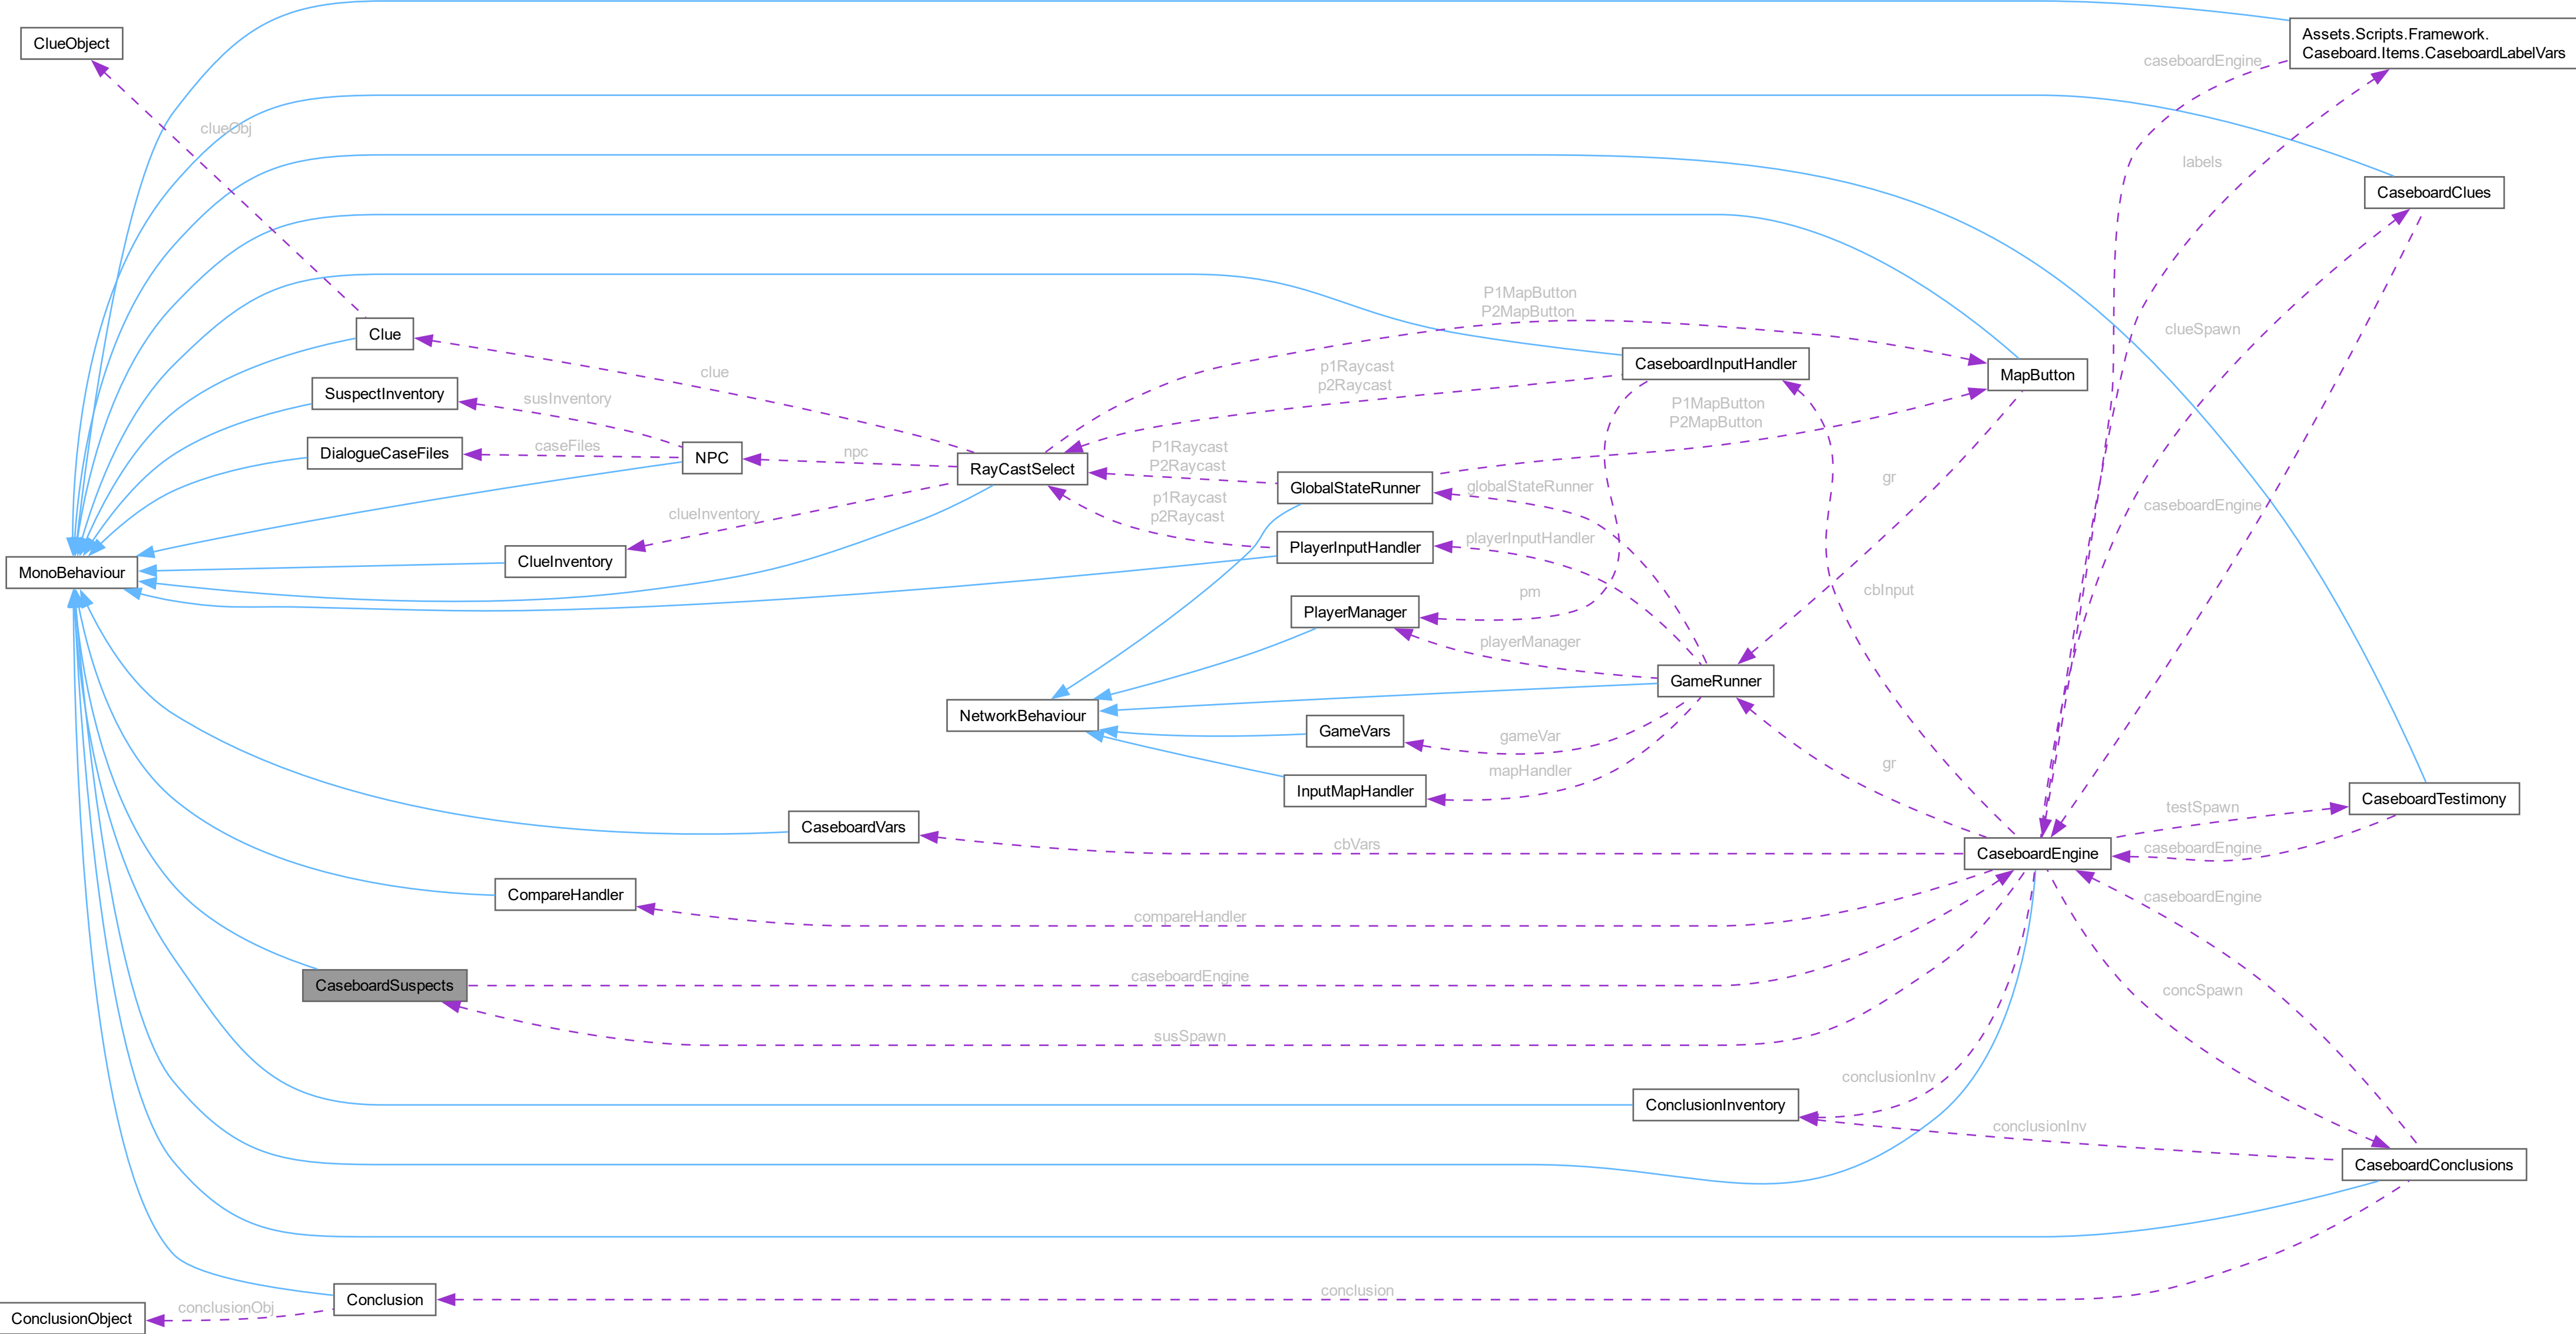 ClueObject
Assets.Scripts.Framework.
Caseboard.Items.CaseboardLabelVars
caseboardEngine
clueObj
labels
CaseboardClues
P1MapButton
P2MapButton
clueSpawn
Clue
clue
p1Raycast
p2Raycast
CaseboardInputHandler
MapButton
SuspectInventory
susInventory
P1MapButton
P2MapButton
DialogueCaseFiles
caseFiles
NPC
npc
RayCastSelect
P1Raycast
P2Raycast
GlobalStateRunner
globalStateRunner
gr
caseboardEngine
p1Raycast
p2Raycast
clueInventory
PlayerInputHandler
playerInputHandler
MonoBehaviour
ClueInventory
cbInput
pm
PlayerManager
playerManager
GameRunner
NetworkBehaviour
GameVars
gameVar
gr
mapHandler
InputMapHandler
CaseboardTestimony
testSpawn
CaseboardVars
cbVars
CaseboardEngine
caseboardEngine
CompareHandler
compareHandler
caseboardEngine
CaseboardSuspects
caseboardEngine
concSpawn
susSpawn
conclusionInv
ConclusionInventory
conclusionInv
CaseboardConclusions
Conclusion
conclusion
conclusionObj
ConclusionObject